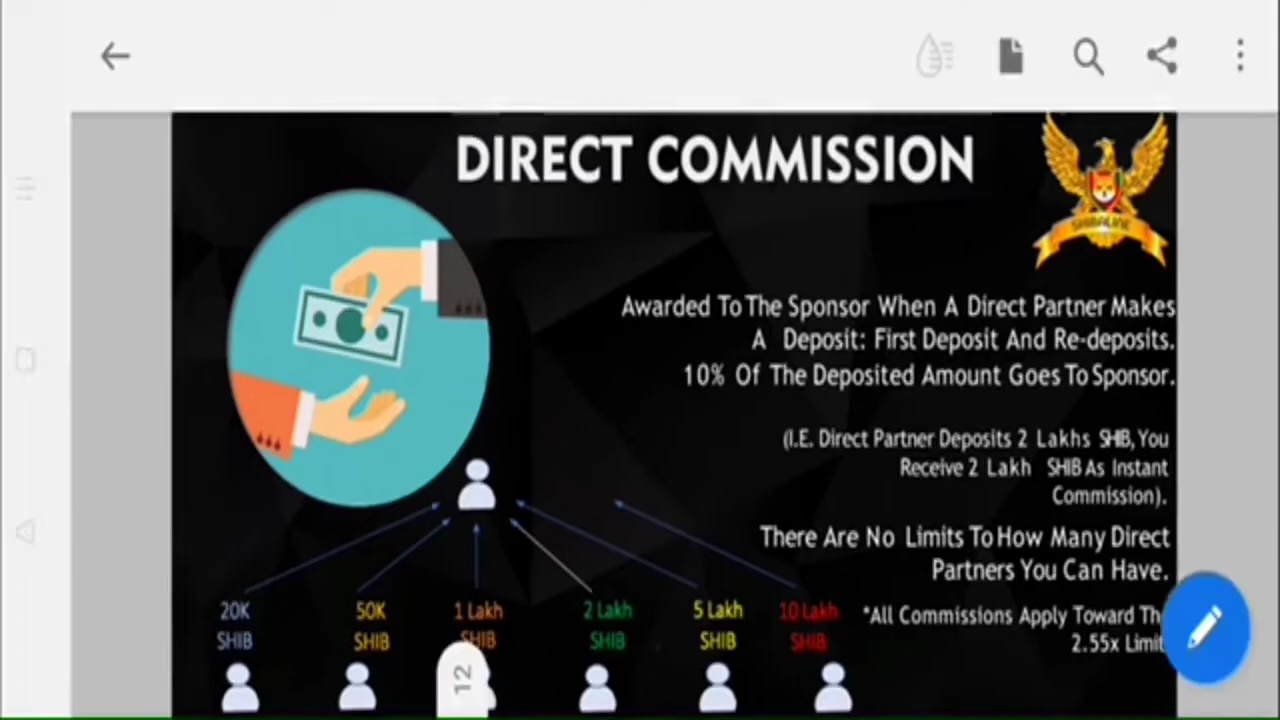 DIRECT COMMISSION
SHIBALINE
Awarded To The Sponsor When A Direct Partner Makes
A Deposit: First Deposit And Re-deposits.
10% Of The Deposited Amount Goes To Sponsor.
(I.E. Direct Partner Deposits 2 Lakhs SHIB, You
Receive 2 Lakh SHIB As Instant
Commission).
There Are No Limits To How Many Direct
Partners You Can Have.
*All Commissions Apply Toward Th
2.55x Limit
20K 50K 1 Lakh 2 Lakh 5 Lakh 10 Lakh
SHIB SHIB SHIB SHIB SHIB SHIB
12